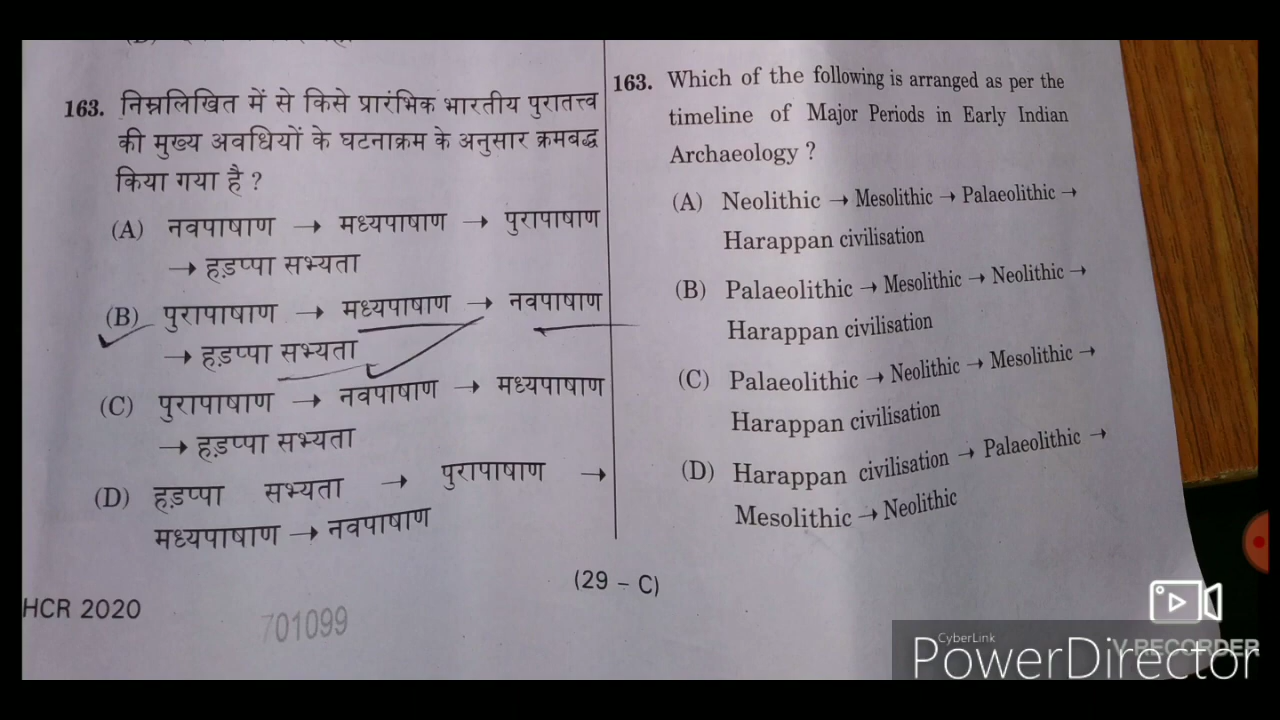 163. निम्नलिखित में से किसे प्रारंभिक भारतीय पुरातत्त्व
की मुख्य अवधियों के घटनाक्रम के अनुसार क्रमबद्ध
किया गया है ?
(A) नवपाषाण → मध्यपाषाण → पुरापाषाण
→ हड़प्पा सभ्यता
(B) पुरापाषाण → मध्यपाषाण → नवपाषाण
→ हड़प्पा सभ्यता
(C) पुरापाषाण → नवपाषाण → मध्यपाषाण
→ हड़प्पा सभ्यता
(D) हड़प्पा सभ्यता → पुरापाषाण →
मध्यपाषाण → नवपाषाण
163. Which of the following is arranged as per the
timeline of Major Periods in Early Indian
Archaeology ?
(A) Neolithic → Mesolithic → Palaeolithic →
Harappan civilisation
(B) Palaeolithic → Mesolithic → Neolithic →
Harappan civilisation
(C) Palaeolithic → Neolithic → Mesolithic →
Harappan civilisation
(D) Harappan civilisation → Palaeolithic →
Mesolithic → Neolithic
(29 – C)
HCR 2020
701099
V RECORDER
CyberLink
PowerDirector